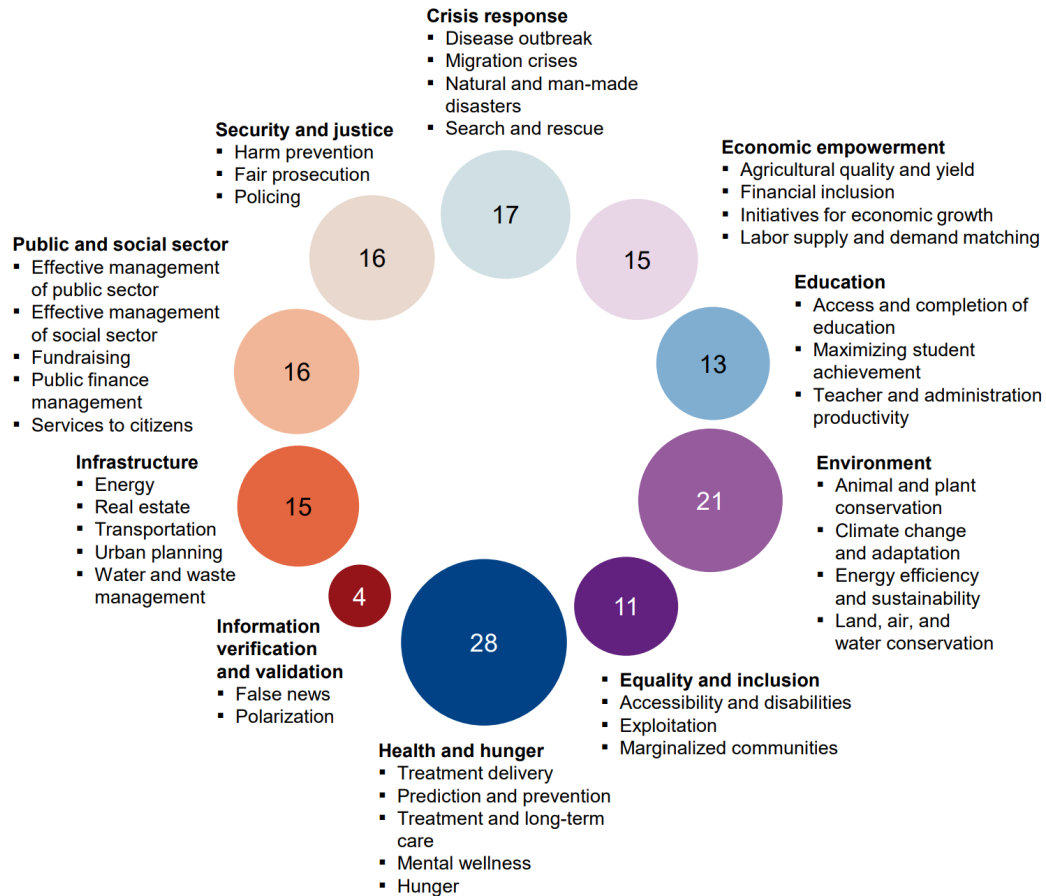 Crisis response
▪ Disease outbreak
▪ Migration crises
▪ Natural and man-made
disasters
▪ Search and rescue
17
Economic empowerment
▪ Agricultural quality and yield
▪ Financial inclusion
▪ Initiatives for economic growth
▪ Labor supply and demand matching
15
Education
▪ Access and completion of
education
▪ Maximizing student
achievement
▪ Teacher and administration
productivity
13
Environment
▪ Animal and plant
conservation
▪ Climate change
and adaptation
▪ Energy efficiency
and sustainability
▪ Land, air, and
water conservation
21
▪ Equality and inclusion
▪ Accessibility and disabilities
▪ Exploitation
▪ Marginalized communities
11
Health and hunger
▪ Treatment delivery
▪ Prediction and prevention
▪ Treatment and long-term
care
▪ Mental wellness
▪ Hunger
28
Information
verification
and validation
▪ False news
▪ Polarization
4
Infrastructure
▪ Energy
▪ Real estate
▪ Transportation
▪ Urban planning
▪ Water and waste
management
15
Public and social sector
▪ Effective management
of public sector
▪ Effective management
of social sector
▪ Fundraising
▪ Public finance
management
▪ Services to citizens
16
Security and justice
▪ Harm prevention
▪ Fair prosecution
▪ Policing
16